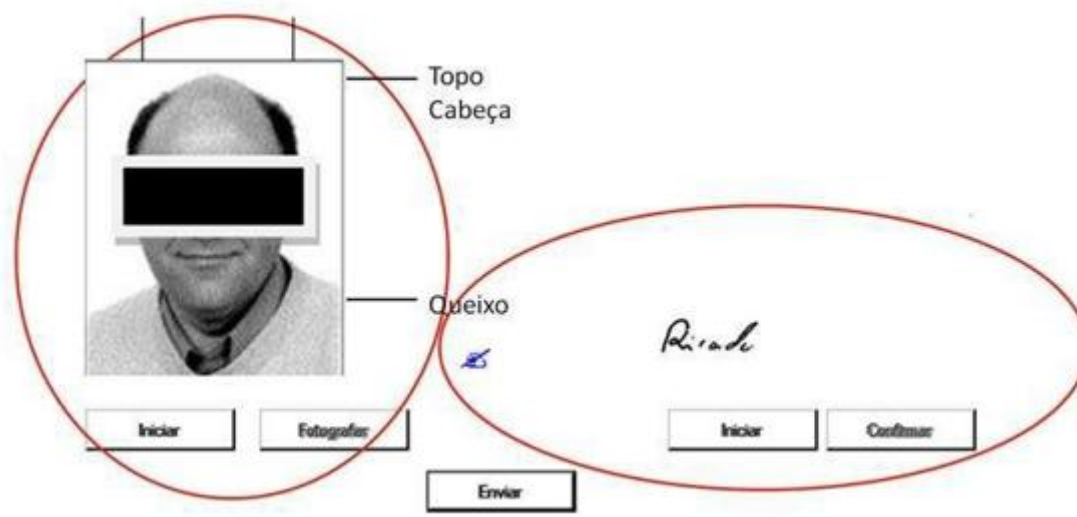 Topo
Cabeça
Queixo
Iniciar
Fotografar
Iniciar
Confirmar
Enviar